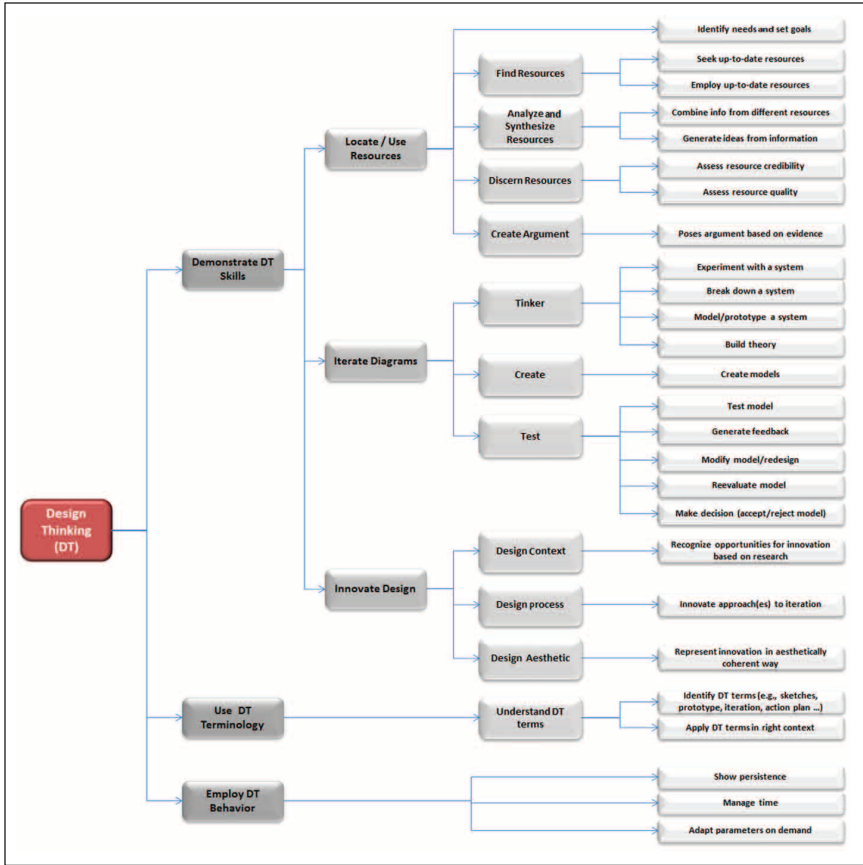 Design
Thinking
(DT)
Demonstrate DT
Skills
Use DT
Terminology
Employ DT
Behavior
Locate / Use
Resources
Iterate Diagrams
Innovate Design
Find Resources
Analyze and
Synthesize
Resources
Discern Resources
Create Argument
Tinker
Create
Test
Design Context
Design process
Design Aesthetic
Understand DT
terms
Identify needs and set goals
Seek up-to-date resources
Employ up-to-date resources
Combine info from different resources
Generate ideas from information
Assess resource credibility
Assess resource quality
Poses argument based on evidence
Experiment with a system
Break down a system
Model/prototype a system
Build theory
Create models
Test model
Generate feedback
Modify model/redesign
Reevaluate model
Make decision (accept/reject model)
Recognize opportunities for innovation
based on research
Innovate approach(es) to iteration
Represent innovation in aesthetically
coherent way
Identify DT terms (e.g., sketches,
prototype, iteration, action plan ...)
Apply DT terms in right context
Show persistence
Manage time
Adapt parameters on demand